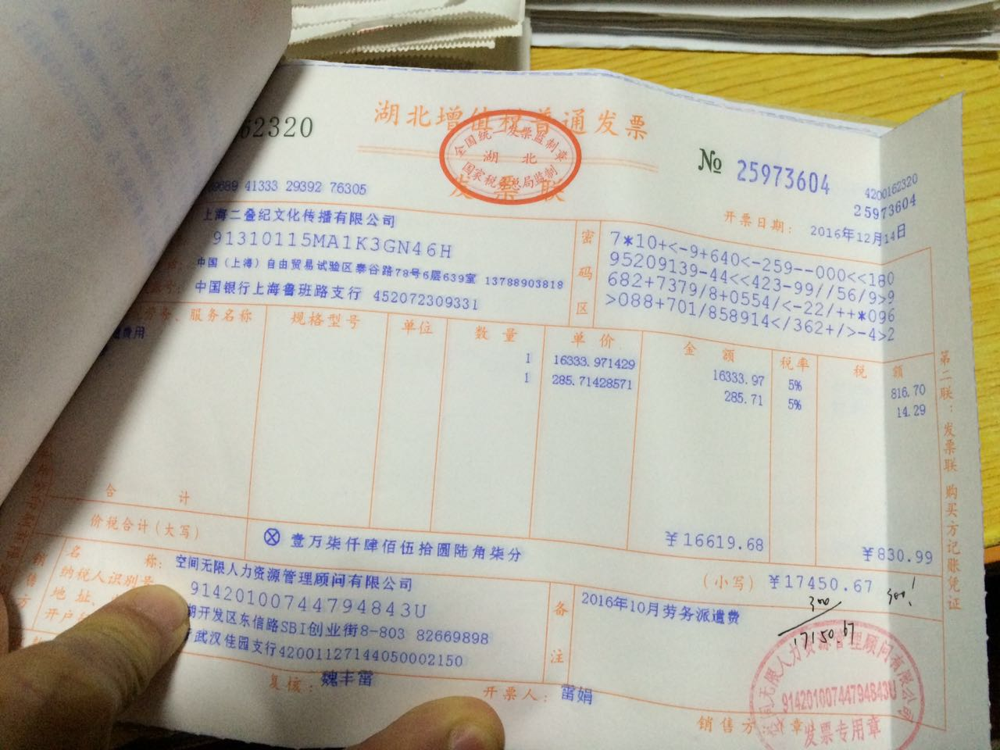 62320
湖北增值税普通发票
全国统一发票监制章
湖 北
国家税务总局监制
发票联
№ 25973604
4200162320
25973604
开票日期: 2016年12月14日
41333 29392 76305
上海二叠纪文化传播有限公司
91310115MA1K3GN46H
中国(上海)自由贸易试验区泰谷路78号6层639室 13788903818
中国银行上海鲁班路支行 452072309331
密码区
7*10+<-9+640<-259--000<<180
95209139-44<<423-99//56/9>9
682+7379/8+0554/<-22/++*096
>088+701/858914</362+/>-4>2
劳务、服务名称 规格型号 单位 数量 单价 金额 税率 税额
遣费用
1 16333.971429 16333.97 5% 816.70
1 285.71428571 285.71 5% 14.29
合计 ¥16619.68 ¥830.99
价税合计(大写) ⊗ 壹万柒仟肆佰伍拾圆陆角柒分 (小写) ¥17450.67
300
300
17150.67
销售方
名称: 空间无限人力资源管理顾问有限公司
纳税人识别号 91420100744794843U
地址、 湖开发区东信路SBI创业街8-803 82669898
开户 武汉佳园支行42001127144050002150
备注
2016年10月劳务派遣费
复核: 魏丰雷
开票人: 雷娟
销售方:(章)
空间无限人力资源管理顾问有限公司
91420100744794843U
发票专用章
第二联:发票联 购买方记账凭证